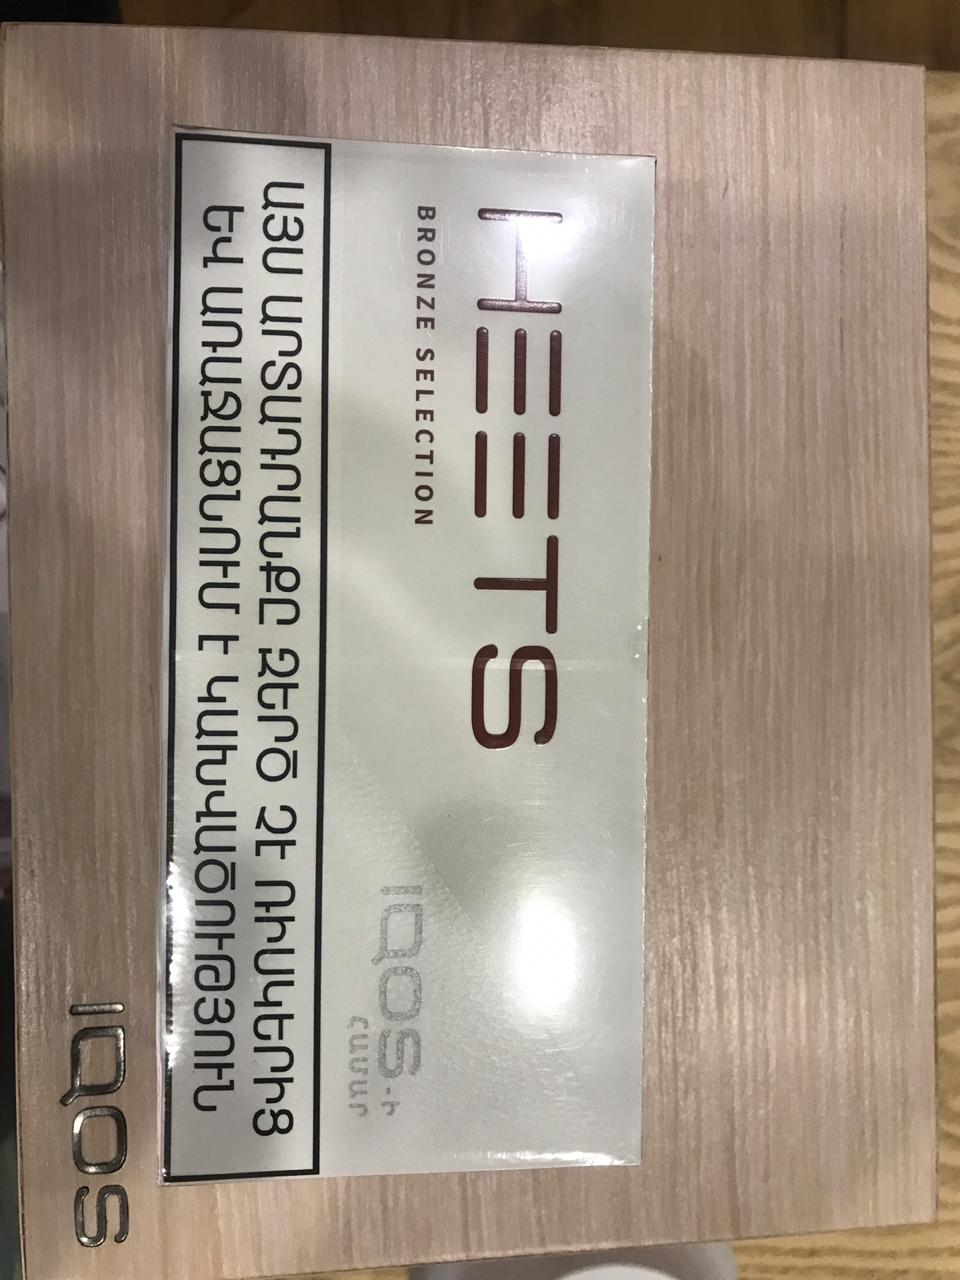 HEETS
BRONZE SELECTION
IQOS-ի
համար
ԱՅՍ ԱՐՏԱԴՐԱՆՔԸ ԶԵՐԾ ՉԷ ՌԻՍԿԵՐԻՑ
ԵՎ ԱՌԱՋԱՑՆՈՒՄ Է ԿԱԽՎԱԾՈՒԹՅՈՒՆ
IQOS